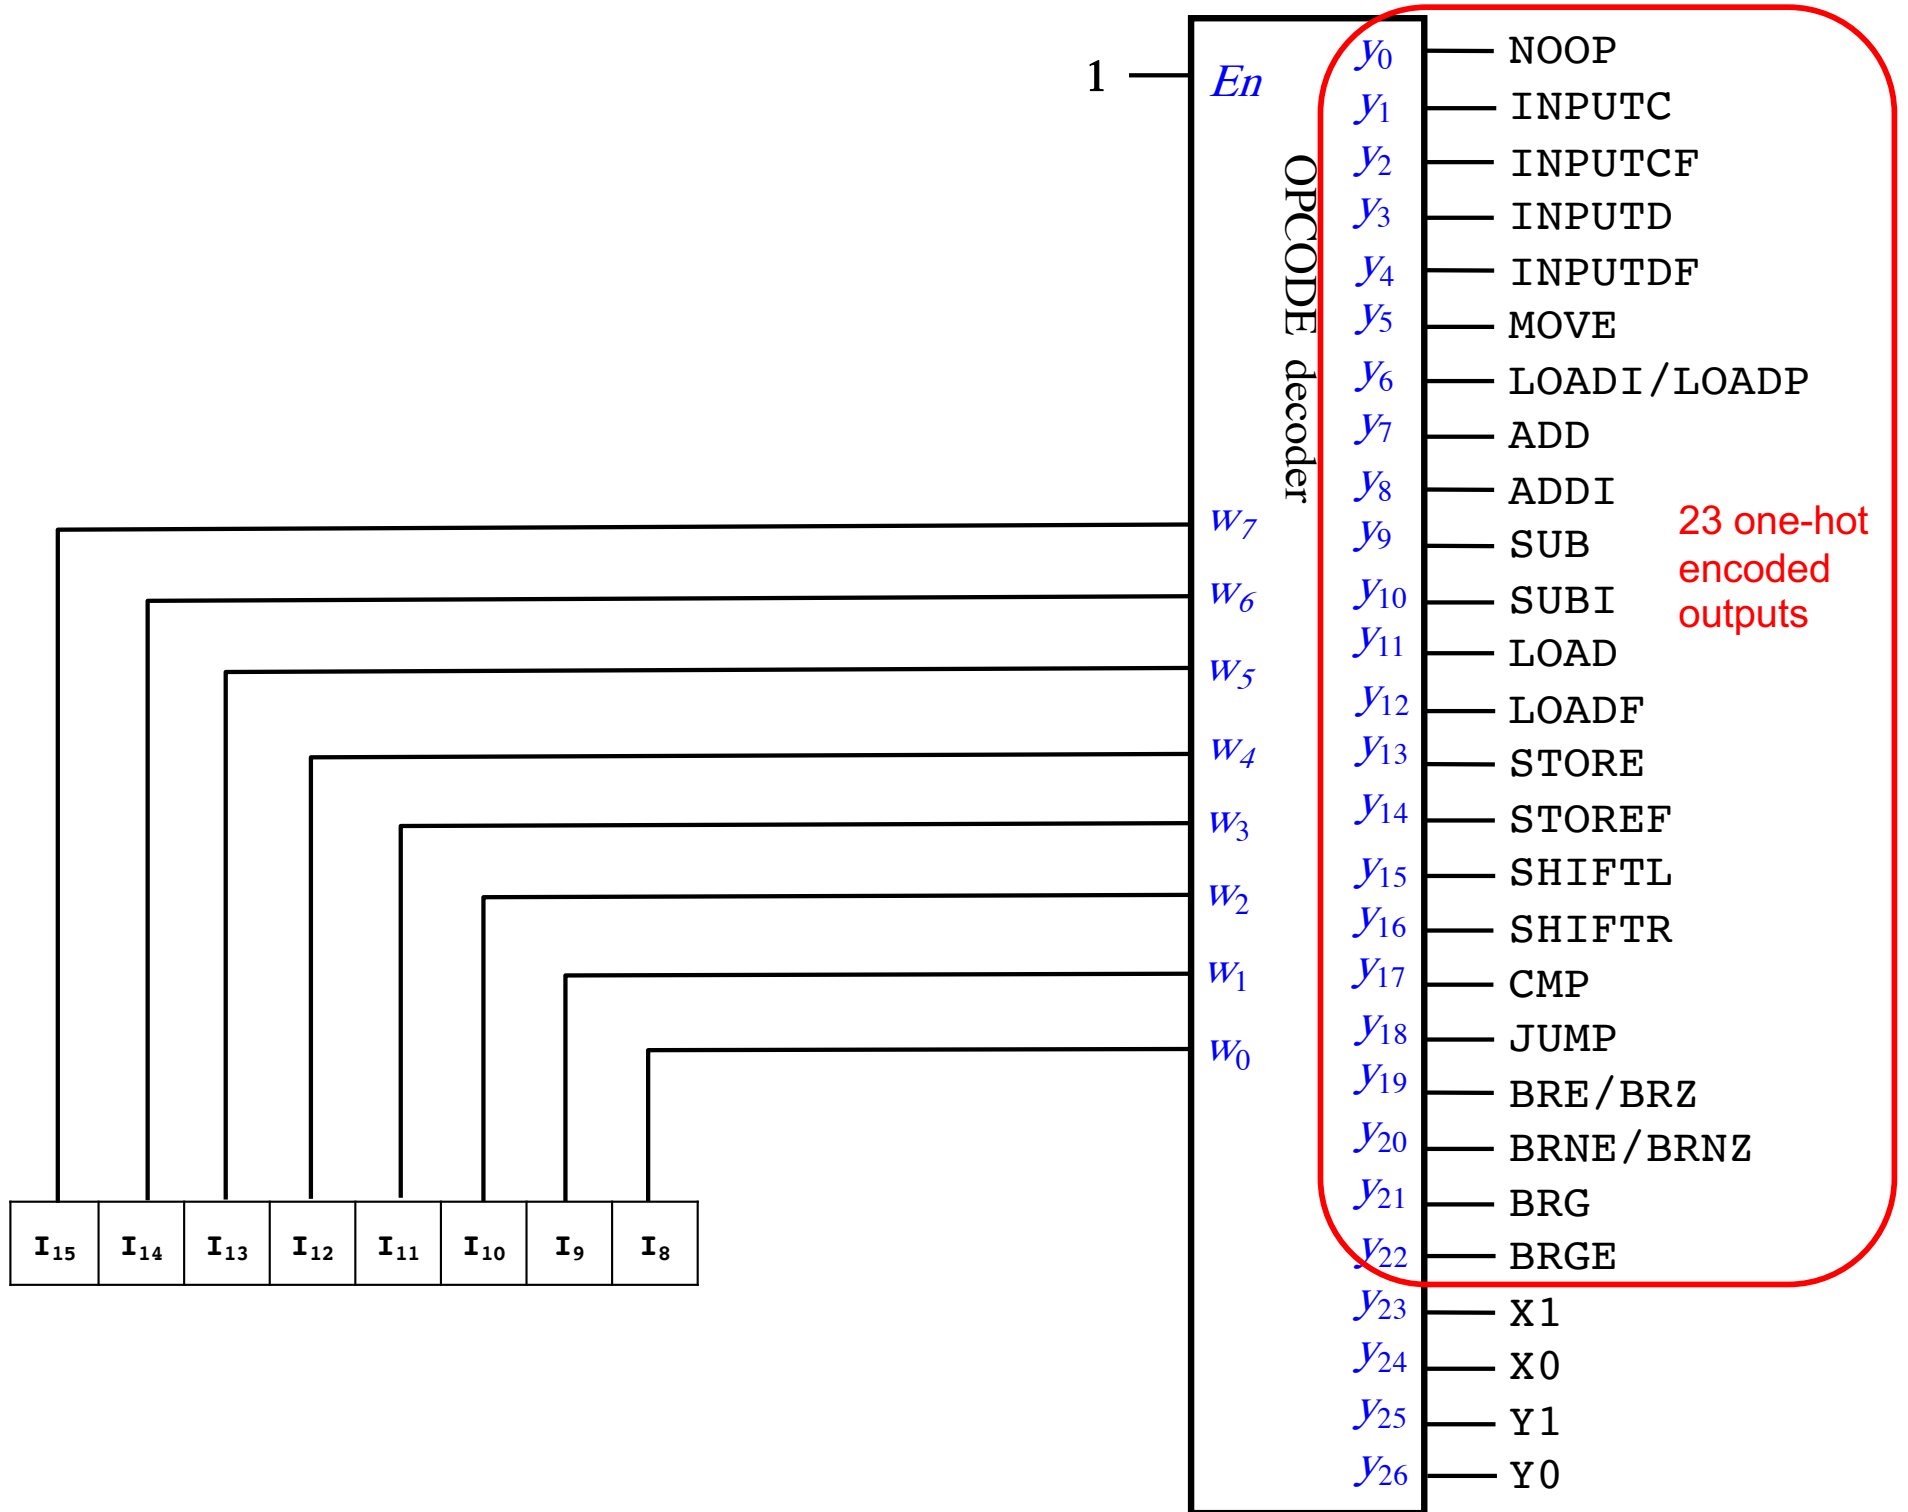 1
En
OPCODE decoder
w7
w6
w5
w4
w3
w2
w1
w0
I15 I14 I13 I12 I11 I10 I9 I8
y0 NOOP
y1 INPUTC
y2 INPUTCF
y3 INPUTD
y4 INPUTDF
y5 MOVE
y6 LOADI/LOADP
y7 ADD
y8 ADDI
y9 SUB
y10 SUBI
y11 LOAD
y12 LOADF
y13 STORE
y14 STOREF
y15 SHIFTL
y16 SHIFTR
y17 CMP
y18 JUMP
y19 BRE/BRZ
y20 BRNE/BRNZ
y21 BRG
y22 BRGE
y23 X1
y24 X0
y25 Y1
y26 Y0
23 one-hot
encoded
outputs